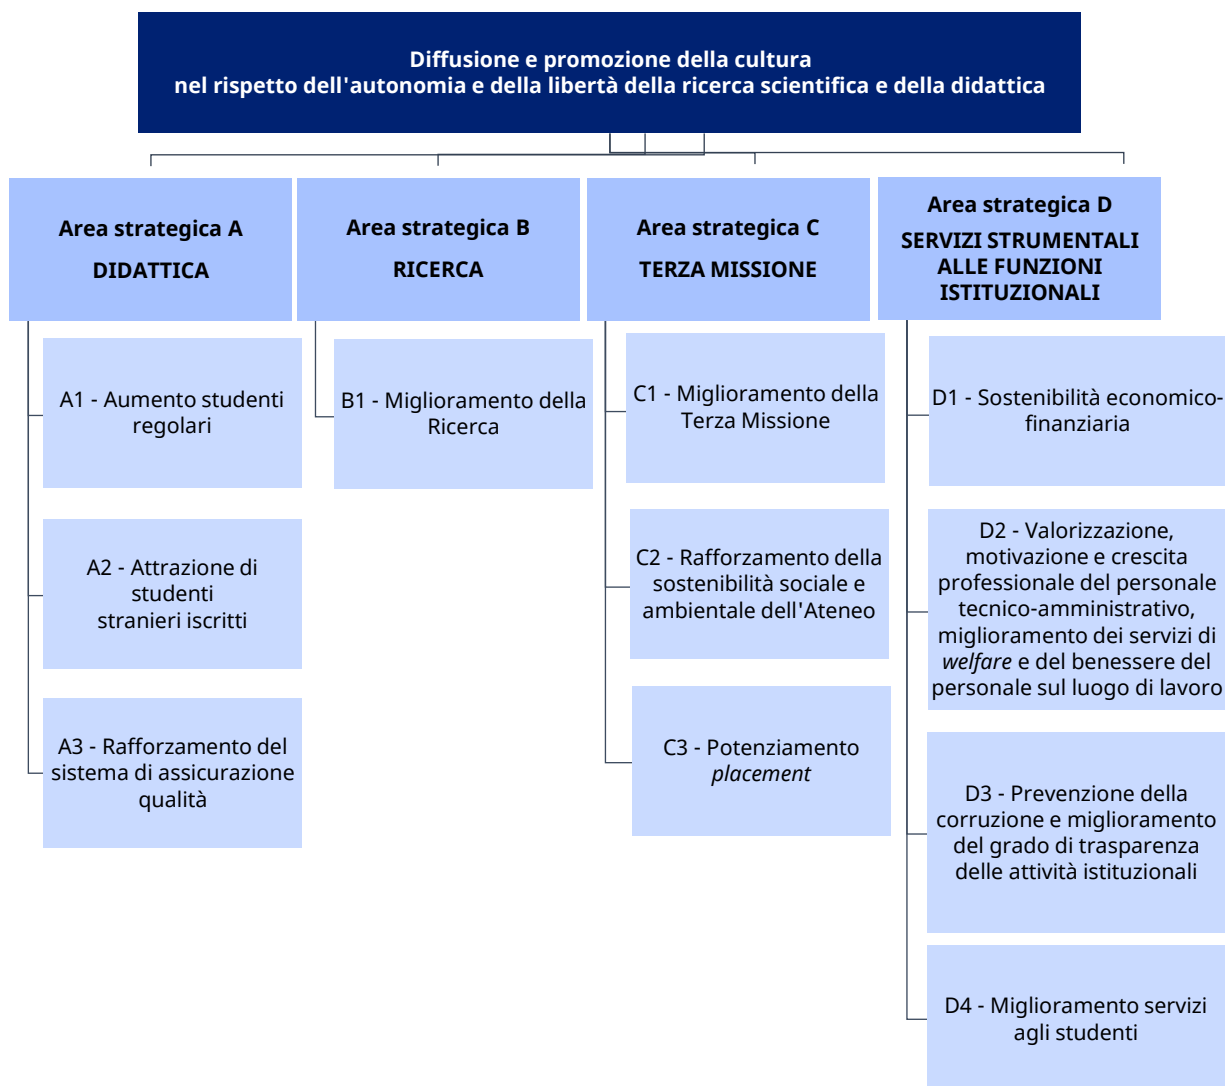 Diffusione e promozione della cultura
nel rispetto dell'autonomia e della libertà della ricerca scientifica e della didattica
Area strategica A
DIDATTICA
A1 - Aumento studenti
regolari
A2 - Attrazione di
studenti
stranieri iscritti
A3 - Rafforzamento del
sistema di assicurazione
qualità
Area strategica B
RICERCA
B1 - Miglioramento della
Ricerca
Area strategica C
TERZA MISSIONE
C1 - Miglioramento della
Terza Missione
C2 - Rafforzamento della
sostenibilità sociale e
ambientale dell'Ateneo
C3 - Potenziamento
placement
Area strategica D
SERVIZI STRUMENTALI
ALLE FUNZIONI
ISTITUZIONALI
D1 - Sostenibilità economico-
finanziaria
D2 - Valorizzazione,
motivazione e crescita
professionale del personale
tecnico-amministrativo,
miglioramento dei servizi di
welfare e del benessere del
personale sul luogo di lavoro
D3 - Prevenzione della
corruzione e miglioramento
del grado di trasparenza
delle attività istituzionali
D4 - Miglioramento servizi
agli studenti